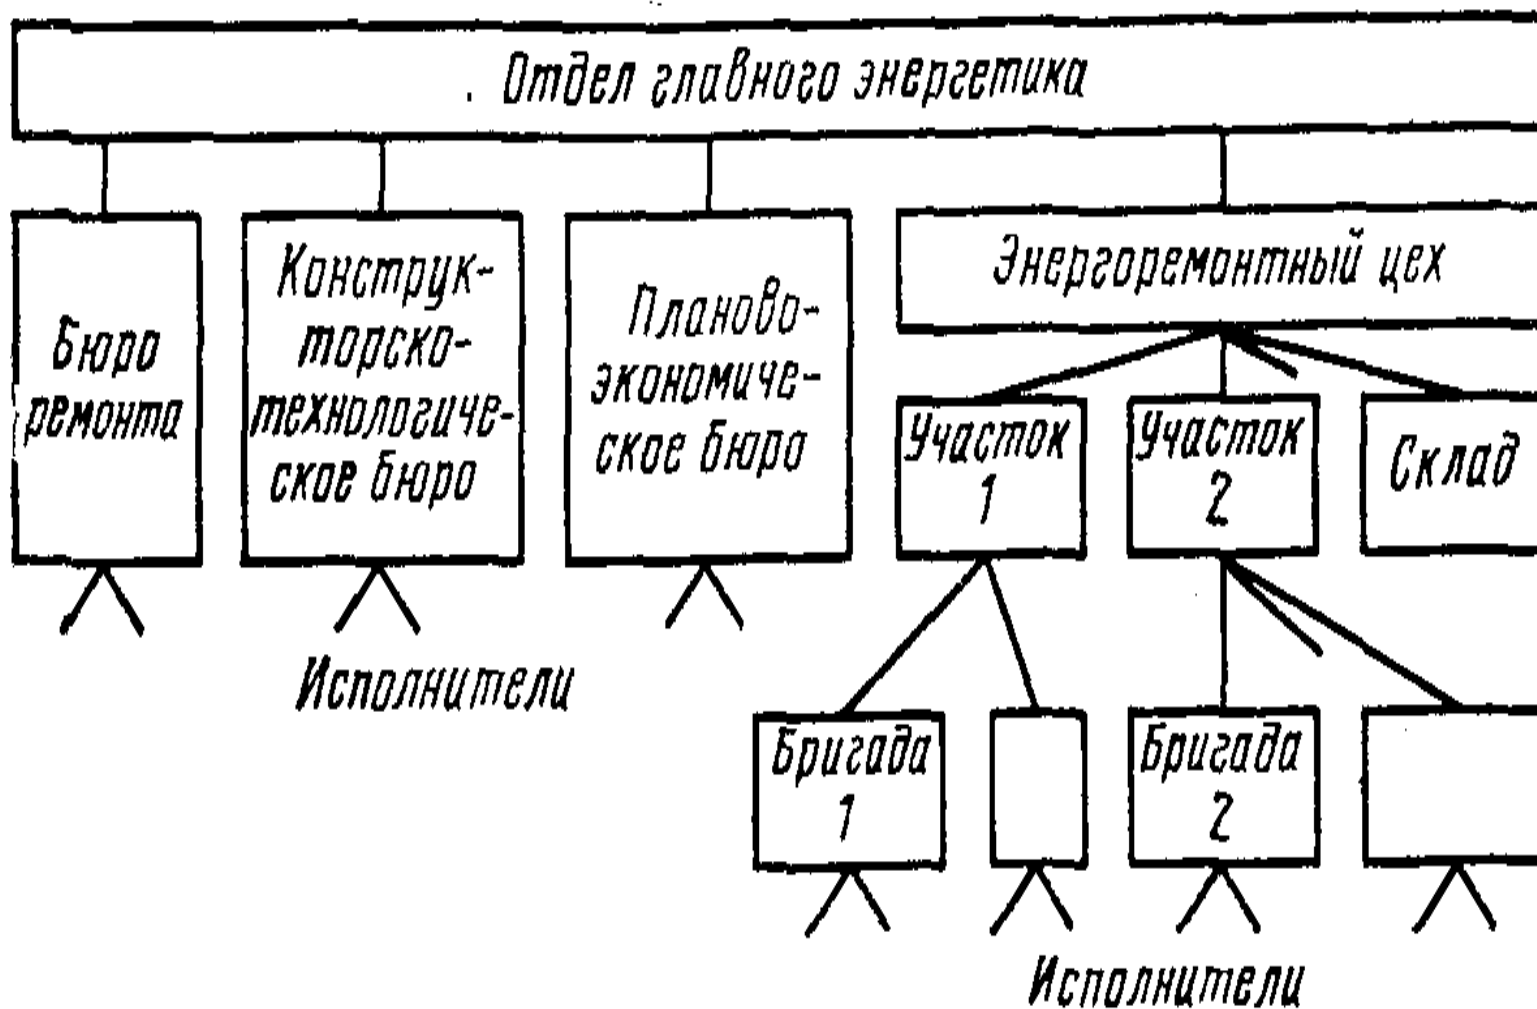 Отдел главного энергетика
Бюро
ремонта
Конструк-
торско-
технологиче-
ское бюро
Планово-
экономиче-
ское бюро
Энергоремонтный цех
Участок
1
Участок
2
Склад
Исполнители
Бригада
1
Бригада
2
Исполнители